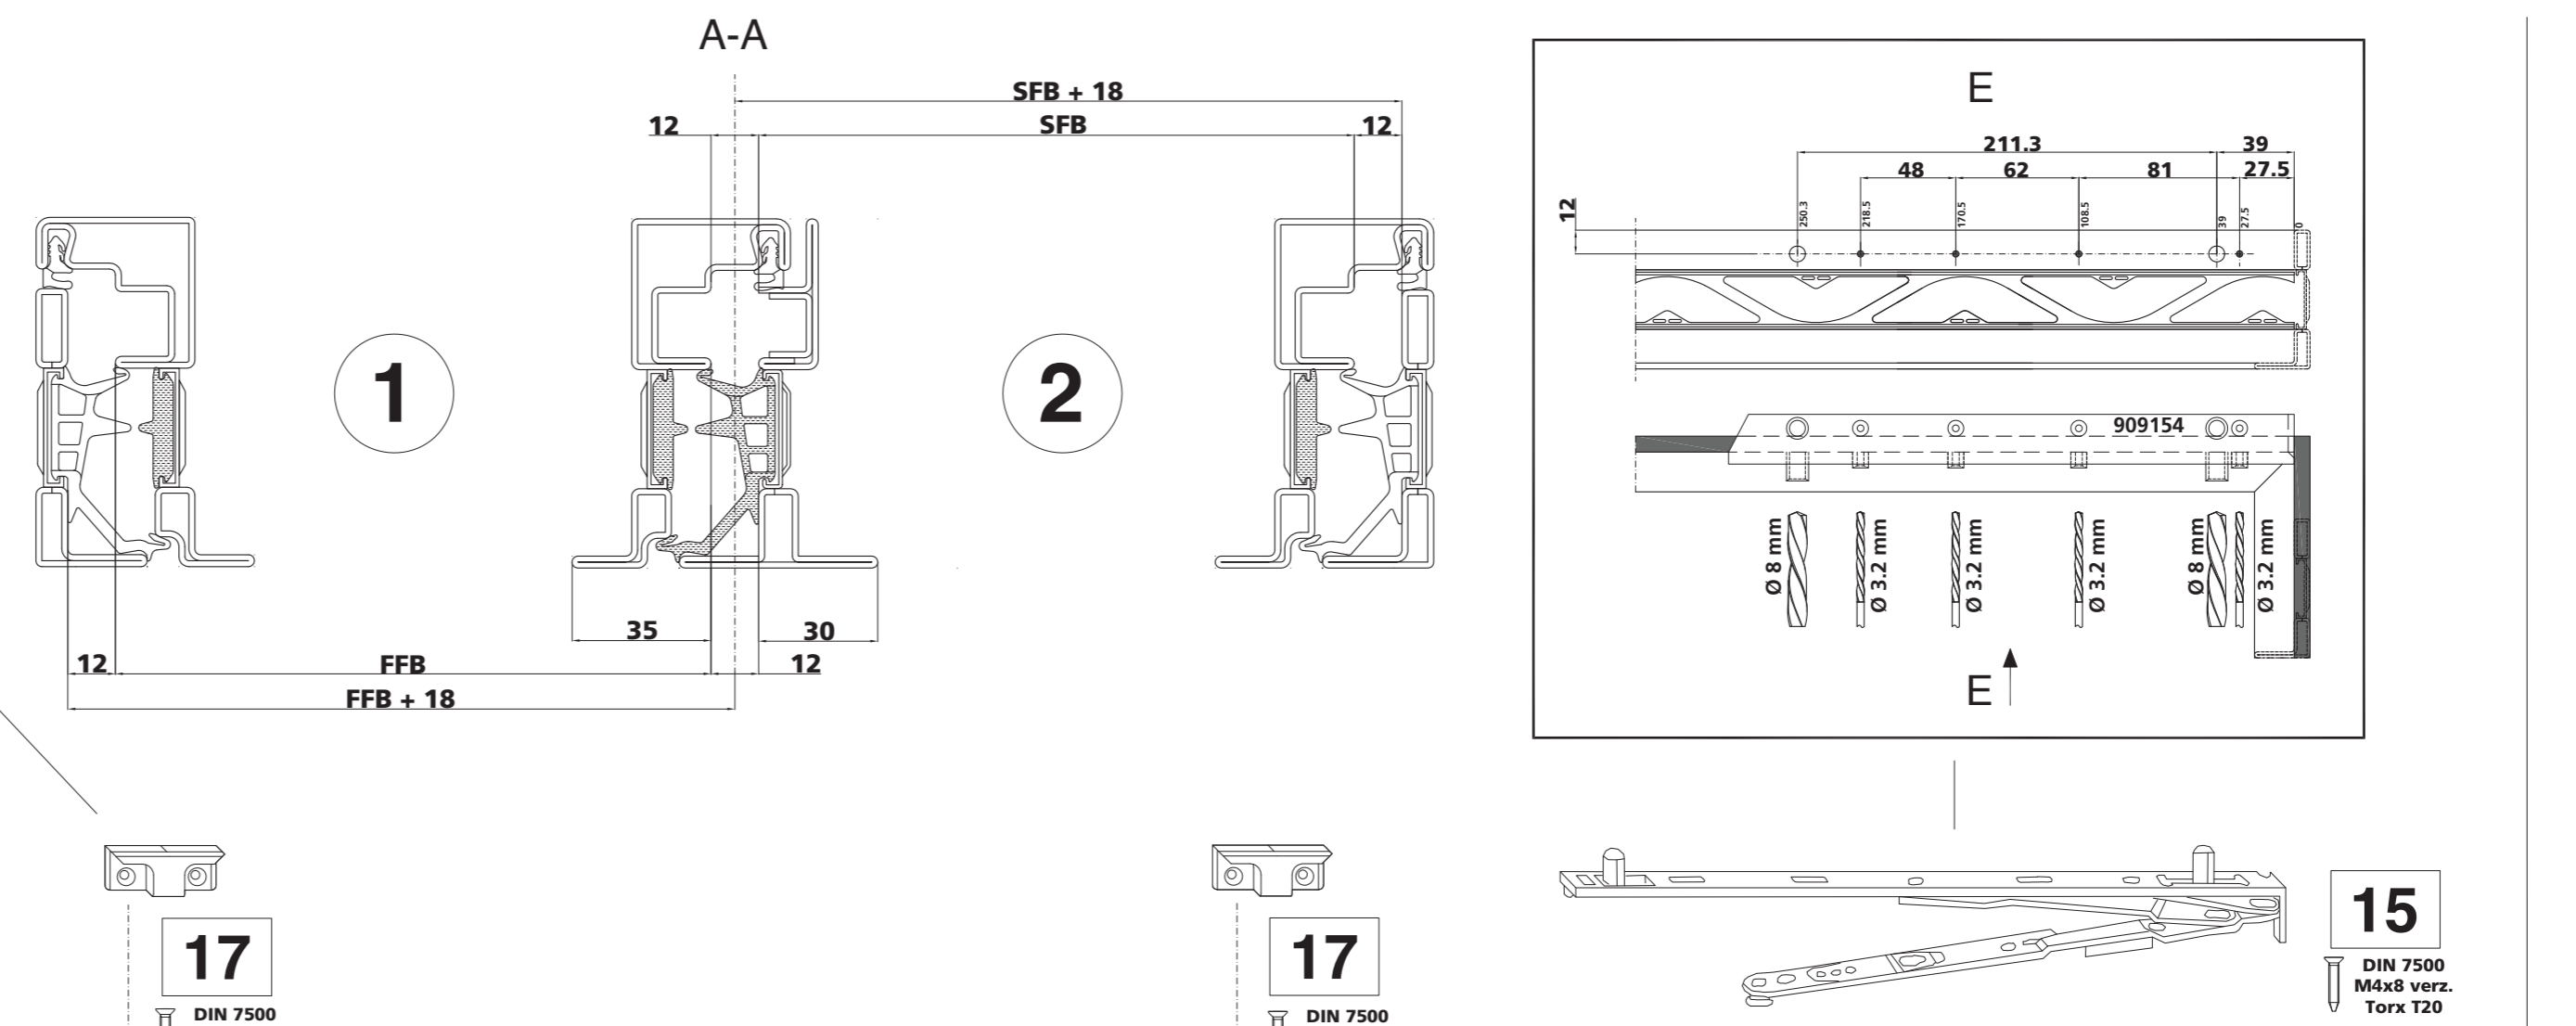 A-A
SFB + 18
12
SFB
12
1
2
35
30
12
FFB
12
FFB + 18
E
211.3
39
48
62
81
27.5
12
250.3
218.5
170.5
108.5
39
27.5
0
909154
Ø 8 mm
Ø 3.2 mm
Ø 3.2 mm
Ø 3.2 mm
Ø 8 mm
Ø 3.2 mm
E
17
DIN 7500
17
DIN 7500
15
DIN 7500
M4x8 verz.
Torx T20